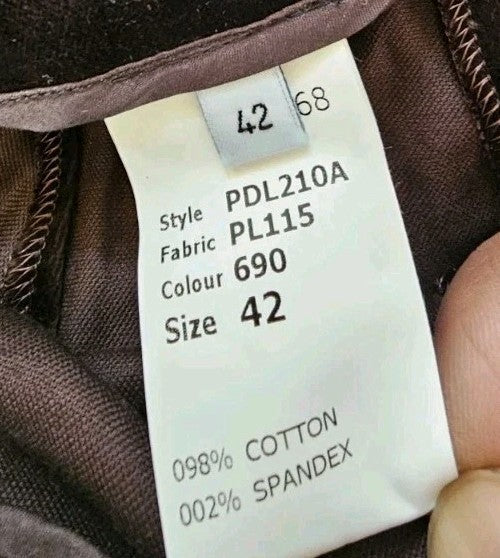 42 68
Style PDL210A
Fabric PL115
Colour 690
Size 42
098% COTTON
002% SPANDEX